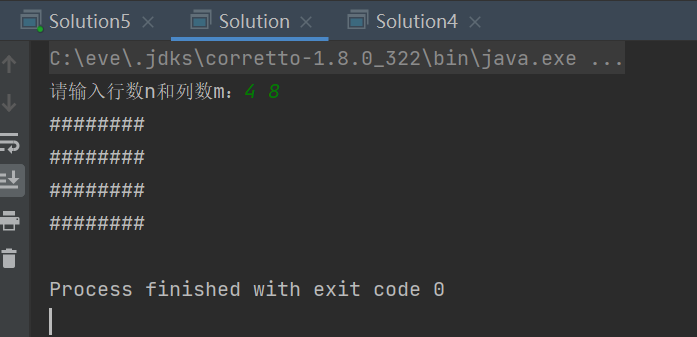 Solution5 Solution Solution4
C:\eve\.jdks\corretto-1.8.0_322\bin\java.exe ...
请输入行数n和列数m：4 8
########
########
########
########
Process finished with exit code 0